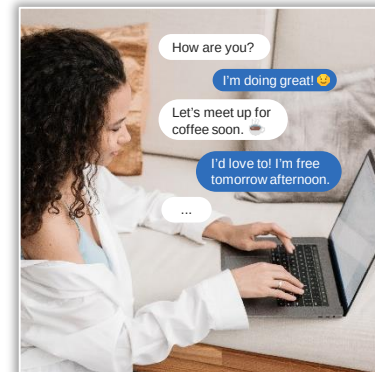 How are you?
I'm doing great! 😉
Let's meet up for
coffee soon. ☕
I'd love to! I'm free
tomorrow afternoon.
...